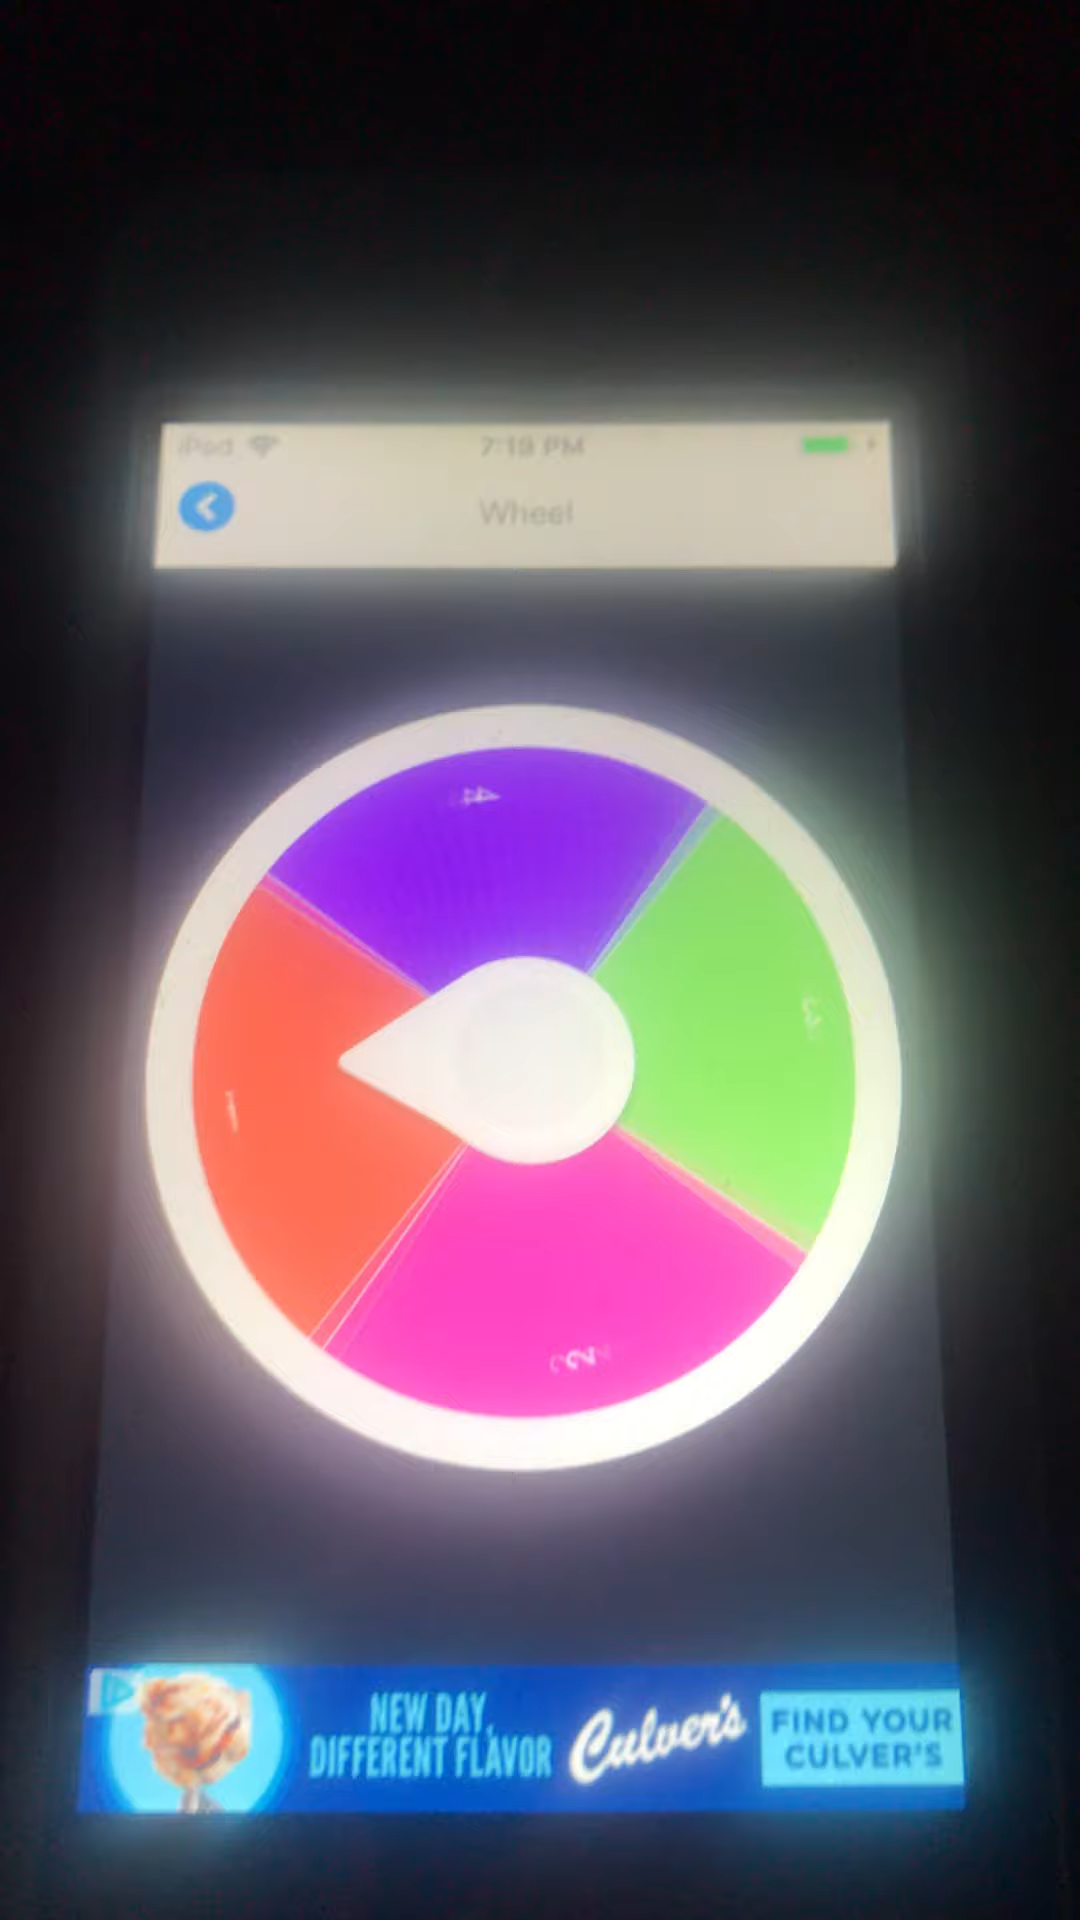 iPod
7:19 PM
Wheel
4
3
1
2
NEW DAY,
DIFFERENT FLAVOR
Culver's
FIND YOUR
CULVER'S